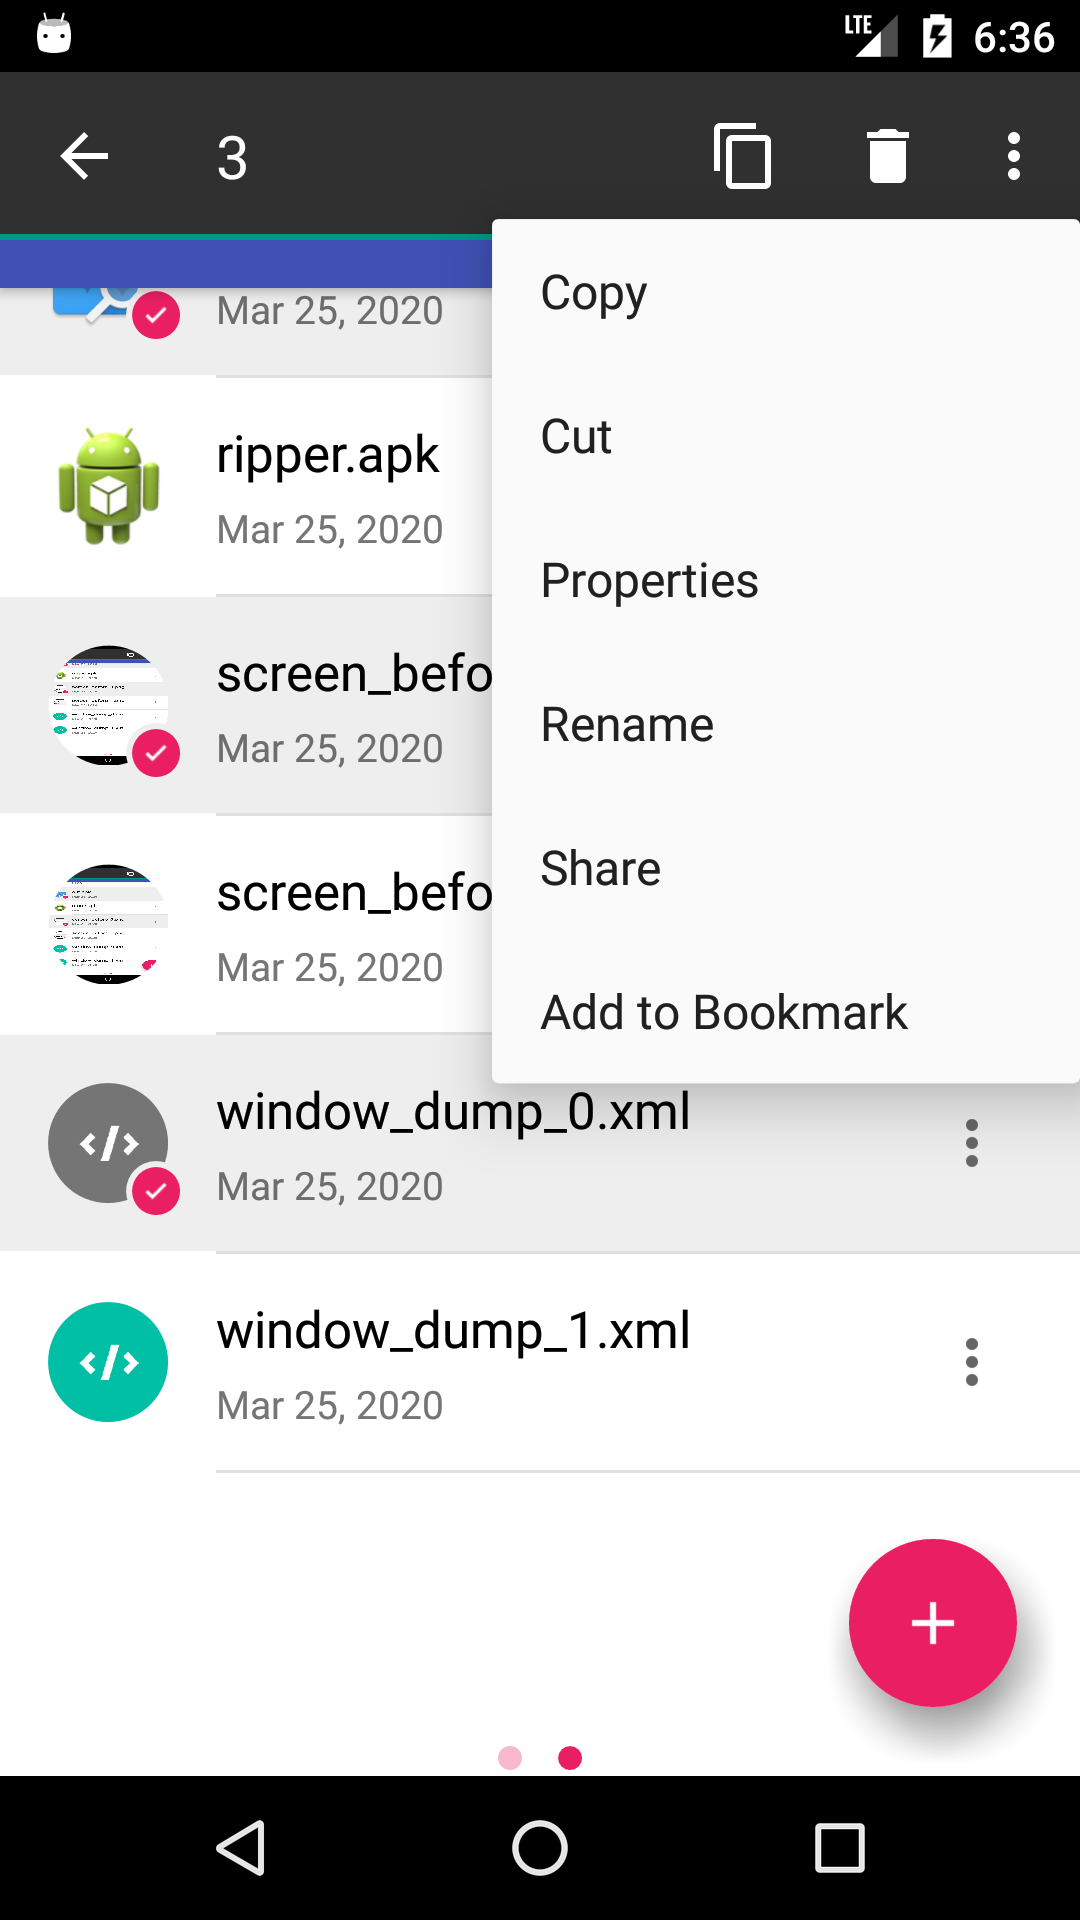 LTE 6:36
3
Copy
Cut
Properties
Rename
Share
Add to Bookmark
Mar 25, 2020
ripper.apk
Mar 25, 2020
screen_befo
Mar 25, 2020
screen_befo
Mar 25, 2020
window_dump_0.xml
Mar 25, 2020
window_dump_1.xml
Mar 25, 2020